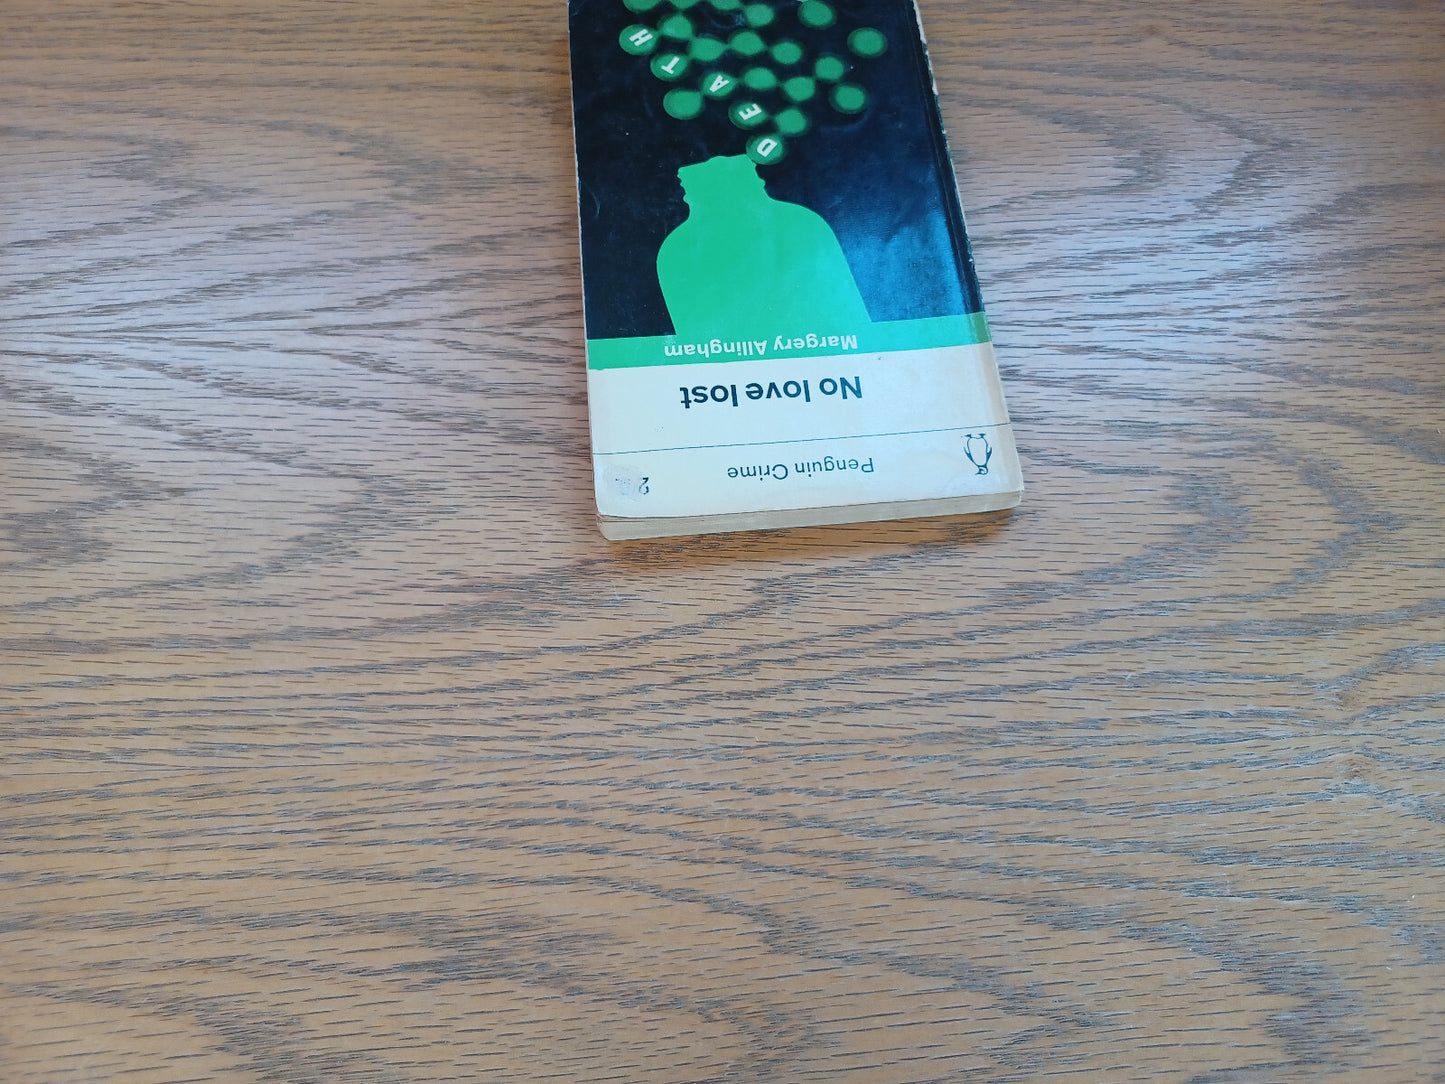 Penguin Crime
No love lost
Margery Allingham
DEATH